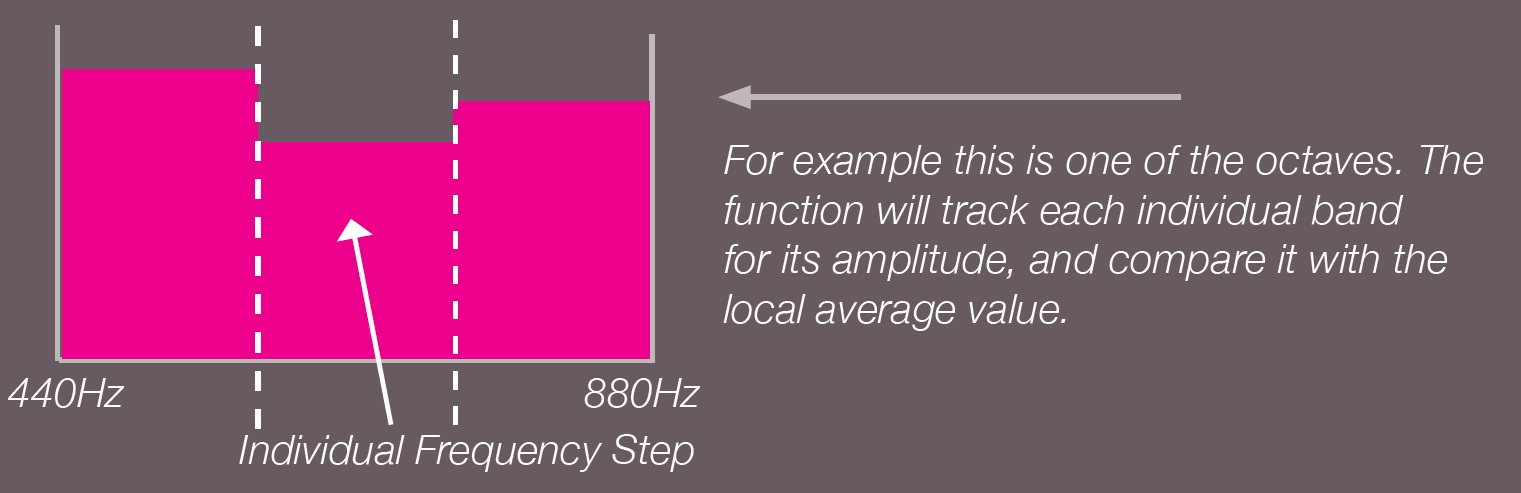 For example this is one of the octaves. The
function will track each individual band
for its amplitude, and compare it with the
local average value.
440Hz
880Hz
Individual Frequency Step